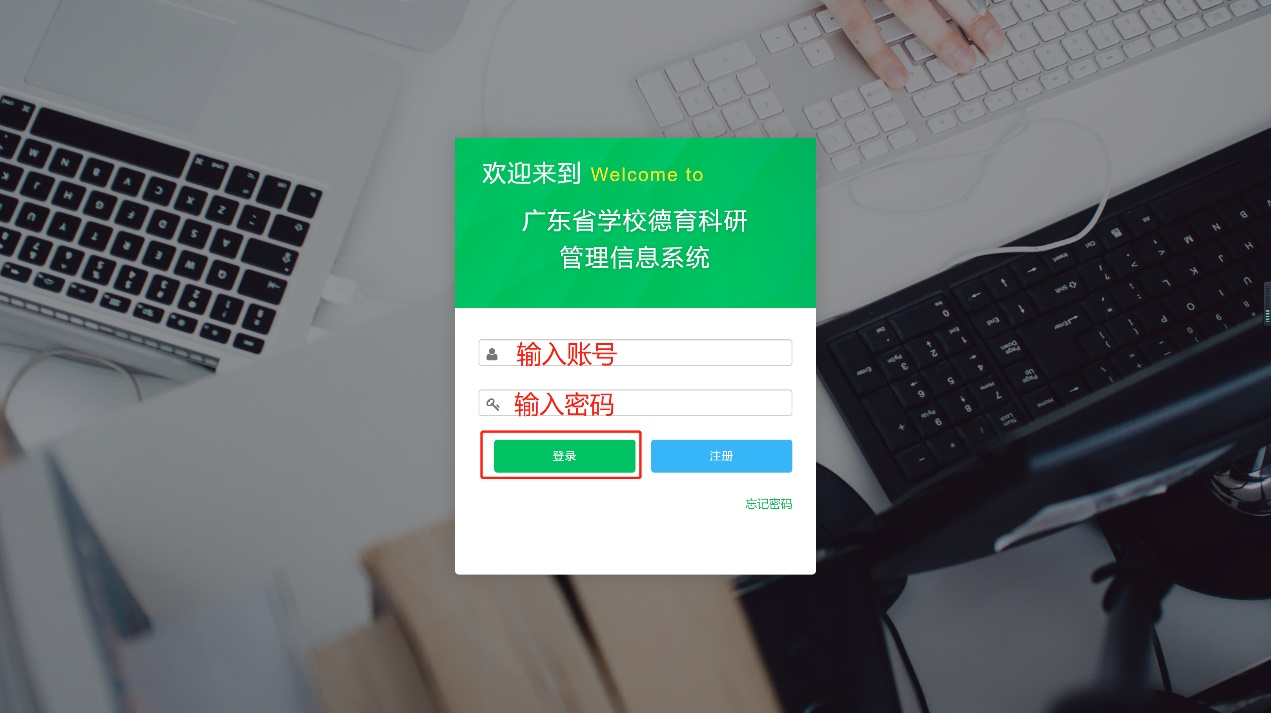 欢迎来到 Welcome to
广东省学校德育科研
管理信息系统
输入账号
输入密码
登录 注册
忘记密码